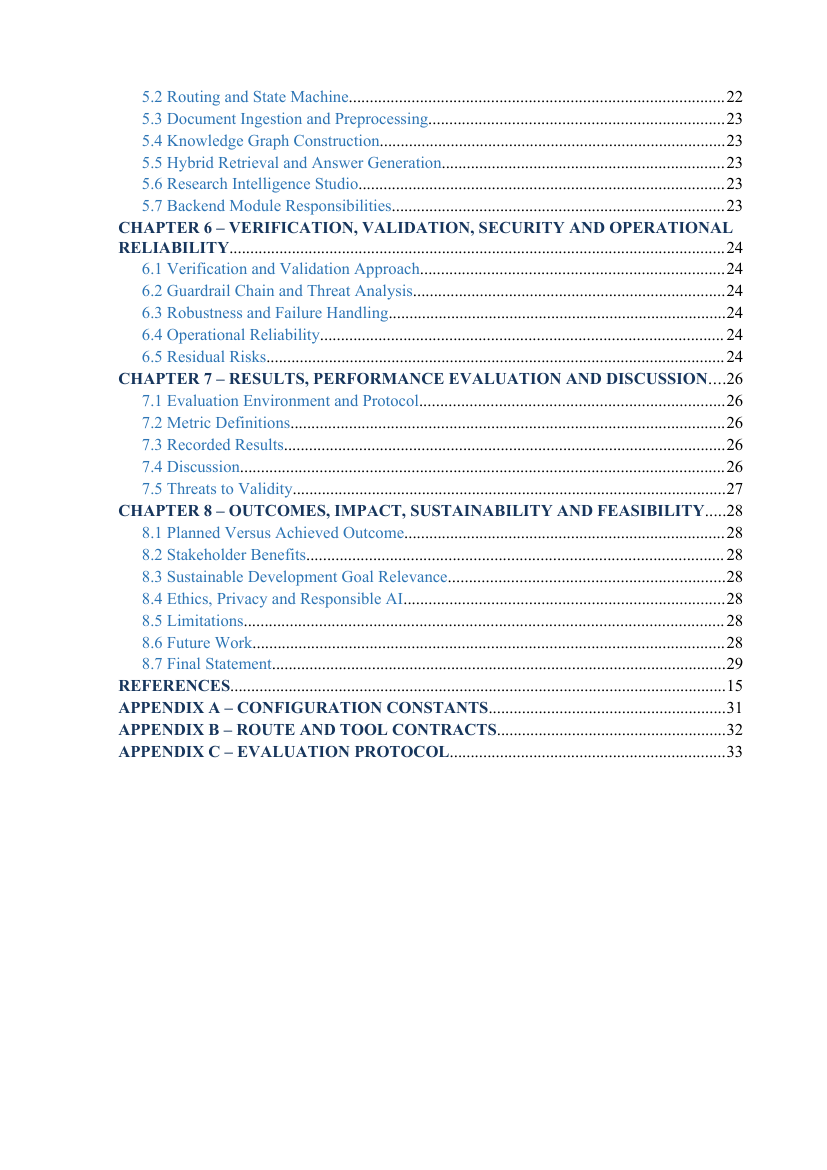 5.2 Routing and State Machine........................................................................................22
5.3 Document Ingestion and Preprocessing.....................................................................23
5.4 Knowledge Graph Construction.................................................................................23
5.5 Hybrid Retrieval and Answer Generation..................................................................23
5.6 Research Intelligence Studio......................................................................................23
5.7 Backend Module Responsibilities..............................................................................23
CHAPTER 6 – VERIFICATION, VALIDATION, SECURITY AND OPERATIONAL
RELIABILITY......................................................................................................................24
6.1 Verification and Validation Approach.......................................................................24
6.2 Guardrail Chain and Threat Analysis.........................................................................24
6.3 Robustness and Failure Handling...............................................................................24
6.4 Operational Reliability...............................................................................................24
6.5 Residual Risks............................................................................................................24
CHAPTER 7 – RESULTS, PERFORMANCE EVALUATION AND DISCUSSION....26
7.1 Evaluation Environment and Protocol.......................................................................26
7.2 Metric Definitions......................................................................................................26
7.3 Recorded Results........................................................................................................26
7.4 Discussion..................................................................................................................26
7.5 Threats to Validity......................................................................................................27
CHAPTER 8 – OUTCOMES, IMPACT, SUSTAINABILITY AND FEASIBILITY.....28
8.1 Planned Versus Achieved Outcome...........................................................................28
8.2 Stakeholder Benefits...................................................................................................28
8.3 Sustainable Development Goal Relevance................................................................28
8.4 Ethics, Privacy and Responsible AI...........................................................................28
8.5 Limitations.................................................................................................................28
8.6 Future Work...............................................................................................................28
8.7 Final Statement...........................................................................................................29
REFERENCES.....................................................................................................................15
APPENDIX A – CONFIGURATION CONSTANTS.........................................................31
APPENDIX B – ROUTE AND TOOL CONTRACTS.......................................................32
APPENDIX C – EVALUATION PROTOCOL..................................................................33